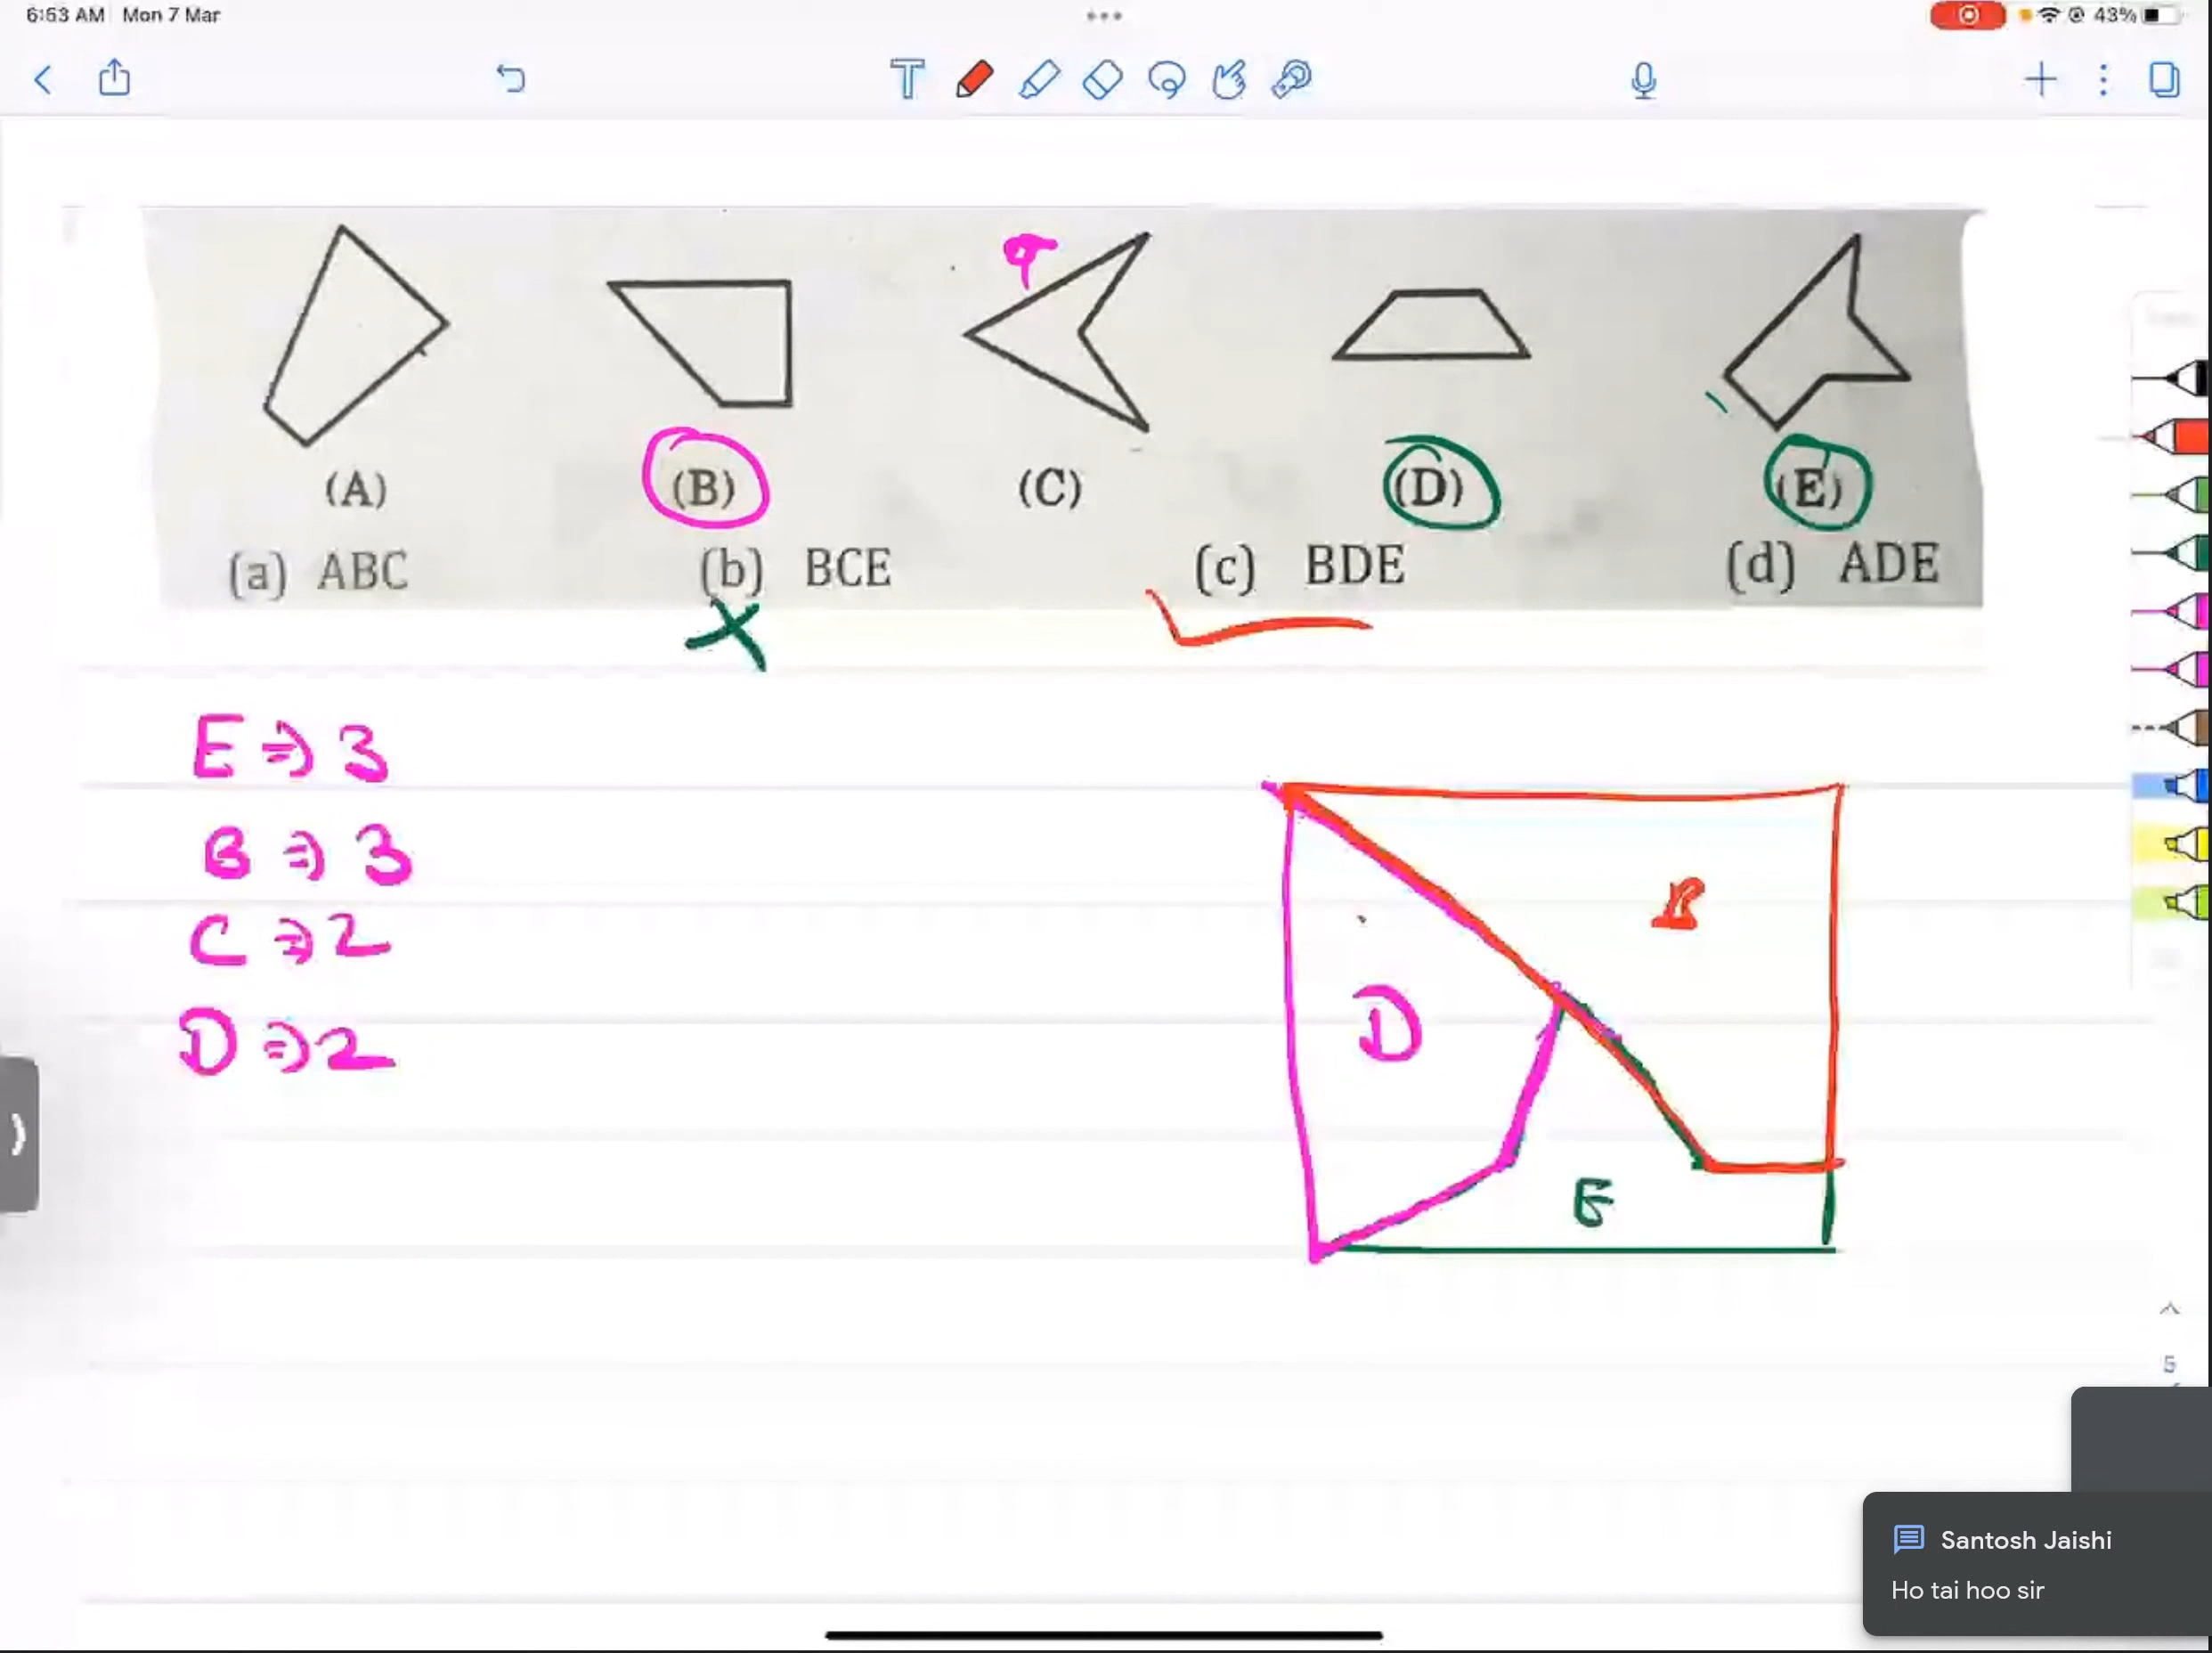 6:53 AM Mon 7 Mar
43%
T
(A) (B) (C) (D) (E)
(a) ABC (b) BCE (c) BDE (d) ADE
E ⇒ 3
B ⇒ 3
C ⇒ 2
D ⇒ 2
B
D
E
5
Santosh Jaishi
Ho tai hoo sir